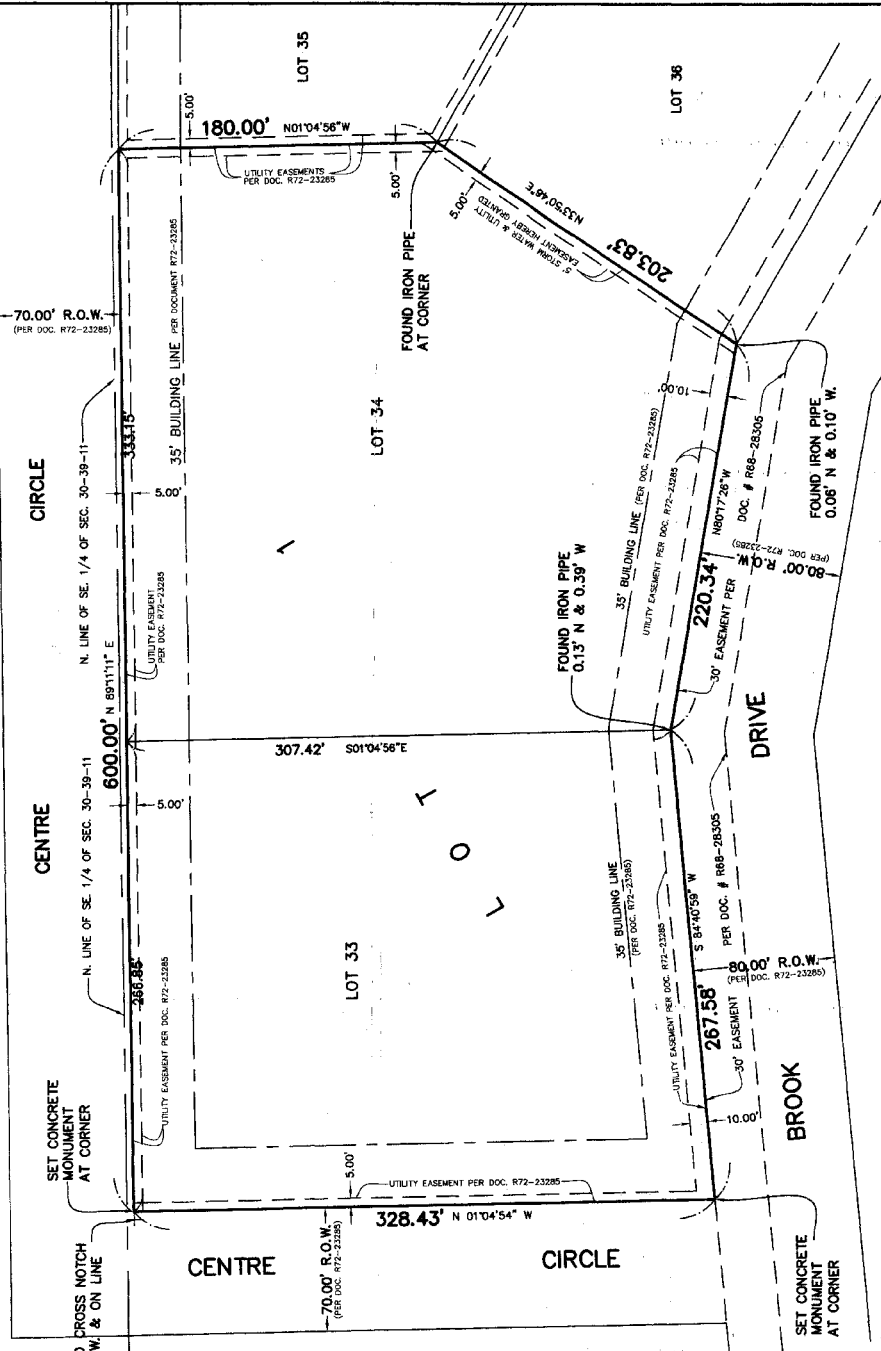 LOT 35
LOT 36
5.00'
180.00' N01°04'56"W
UTILITY EASEMENTS
PER DOC. R72-23285
5.00'
5.00'
N33°50'46"E
203.83'
5' STORM WATER & UTILITY
EASEMENT HEREBY GRANTED
FOUND IRON PIPE
AT CORNER
70.00' R.O.W.
(PER DOC. R72-23285)
CIRCLE
N. LINE OF SE. 1/4 OF SEC. 30-39-11
333.15'
35' BUILDING LINE PER DOCUMENT R72-23285
5.00'
LOT 34
10.00'
35' BUILDING LINE (PER DOC. R72-23285)
UTILITY EASEMENT PER DOC. R72-23285
N80°17'26"W
220.34'
DOC. # R68-28305
30' EASEMENT PER
80.00' R.O.W.
(PER DOC. R72-23285)
FOUND IRON PIPE
0.06' N & 0.10' W.
FOUND IRON PIPE
0.13' N & 0.39' W
UTILITY EASEMENT
PER DOC. R72-23285
600.00' N 89°11'11" E
307.42' S01°04'56"E
DRIVE
CENTRE
N. LINE OF SE. 1/4 OF SEC. 30-39-11
5.00'
LOT 1
266.85'
UTILITY EASEMENT PER DOC. R72-23285
LOT 33
35' BUILDING LINE
(PER DOC. R72-23285)
UTILITY EASEMENT PER DOC. R72-23285
S 84°40'59" W
267.58'
30' EASEMENT
PER DOC. # R68-28305
80.00' R.O.W.
(PER DOC. R72-23285)
10.00'
BROOK
SET CONCRETE
MONUMENT
AT CORNER
5.00'
UTILITY EASEMENT PER DOC. R72-23285
328.43' N 01°04'54" W
70.00' R.O.W.
(PER DOC. R72-23285)
CENTRE
CIRCLE
CROSS NOTCH
W. & ON LINE
SET CONCRETE
MONUMENT
AT CORNER